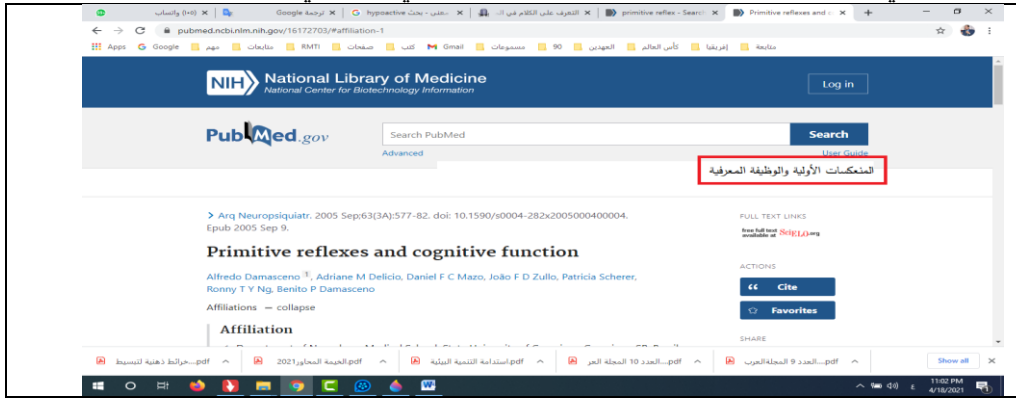 واتساب (١٨)
Google ترجمة
hypoactive معنى - بحث
التعرف على الكلام في الـ
primitive reflex - Search
Primitive reflexes and c
pubmed.ncbi.nlm.nih.gov/16172703/#affiliation-1
Apps
Google
مهم
متابعات
RMTI
صفحات
كتب
Gmail
مسموعات
90
العهدين
كأس العالم
إفريقيا
متابعة
NIH National Library of Medicine
National Center for Biotechnology Information
Log in
PubMed.gov
Search PubMed
Search
Advanced
User Guide
المنعكسات الأولية والوظيفة المعرفية
> Arq Neuropsiquiatr. 2005 Sep;63(3A):577-82. doi: 10.1590/s0004-282x2005000400004.
Epub 2005 Sep 9.
Primitive reflexes and cognitive function
Alfredo Damasceno 1, Adriane M Delicio, Daniel F C Mazo, João F D Zullo, Patricia Scherer,
Ronny T Y Ng, Benito P Damasceno
Affiliations — collapse
Affiliation
FULL TEXT LINKS
free full text
available at SciELO.org
ACTIONS
Cite
Favorites
SHARE
خرائط ذهنية لتبسيط....pdf
الخيمة المحاور2021.pdf
استدامة التنمية البيئية.pdf
العدد 10 المجلة العر....pdf
العدد 9 المجلةالعرب....pdf
Show all
ع
11:02 PM
4/18/2021